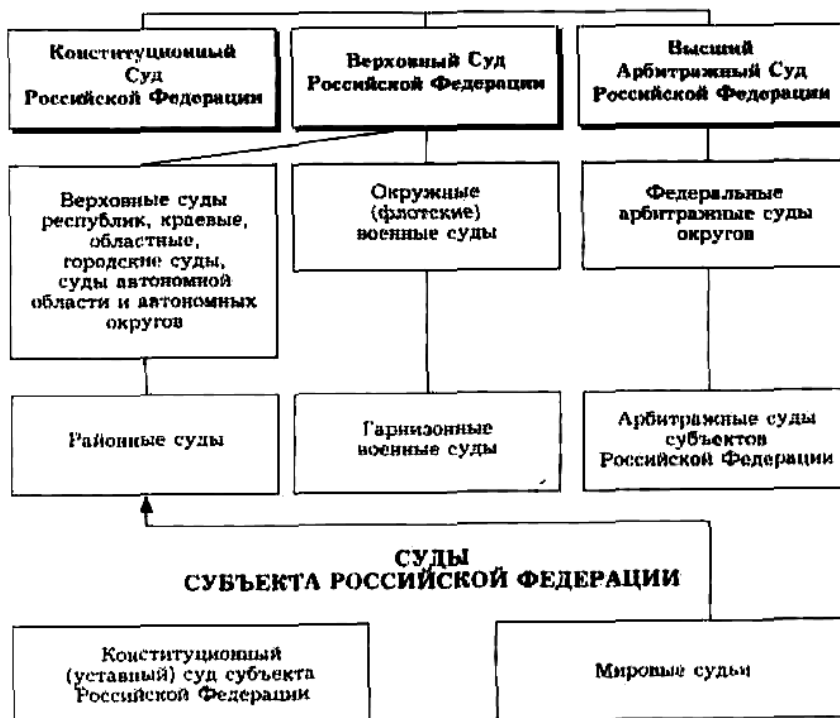 Конституционный
Суд
Российской Федерации
Верховный Суд
Российской Федерации
Высший
Арбитражный Суд
Российской Федерации
Верховные суды
республик, краевые,
областные,
городские суды,
суды автономной
области и автономных
округов
Окружные
(флотские)
военные суды
Федеральные
арбитражные суды
округов
Районные суды
Гарнизонные
военные суды
Арбитражные суды
субъектов
Российской Федерации
СУДЫ
СУБЪЕКТА РОССИЙСКОЙ ФЕДЕРАЦИИ
Конституционный
(уставный) суд субъекта
Российской Федерации
Мировые судьи